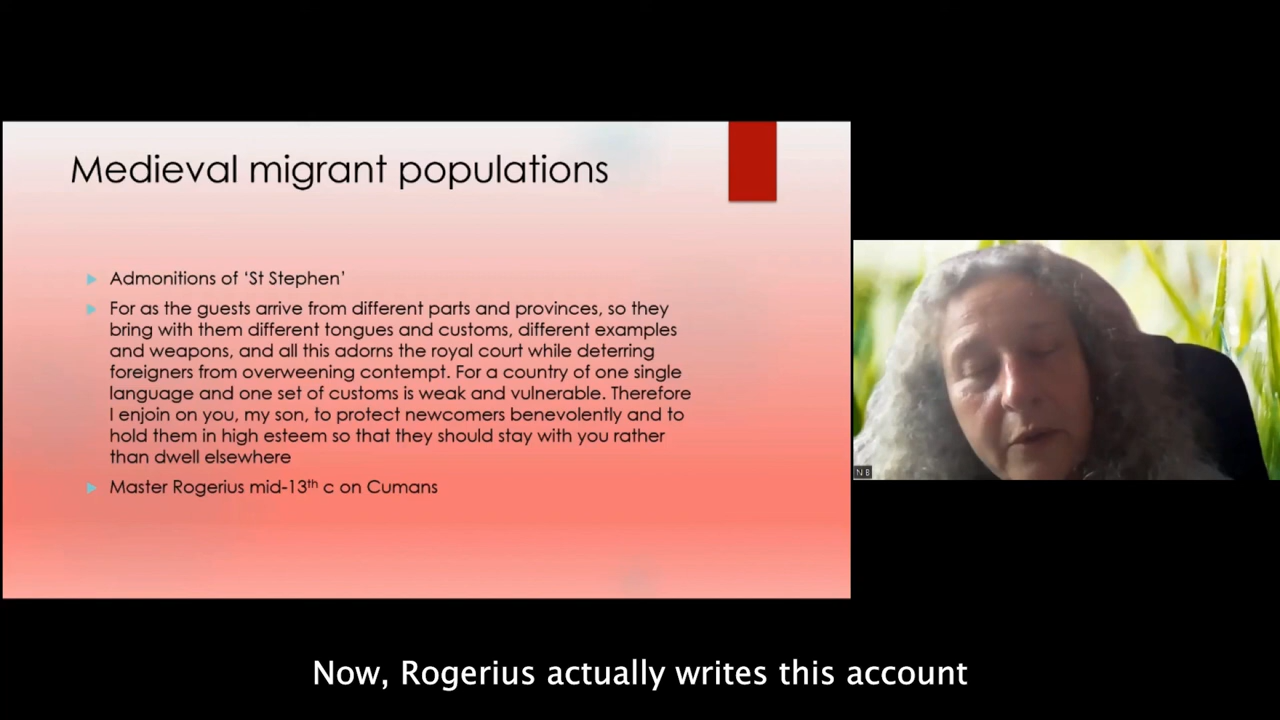 Medieval migrant populations
Admonitions of ‘St Stephen’
For as the guests arrive from different parts and provinces, so they
bring with them different tongues and customs, different examples
and weapons, and all this adorns the royal court while deterring
foreigners from overweening contempt. For a country of one single
language and one set of customs is weak and vulnerable. Therefore
I enjoin on you, my son, to protect newcomers benevolently and to
hold them in high esteem so that they should stay with you rather
than dwell elsewhere
Master Rogerius mid-13th c on Cumans
N B
Now, Rogerius actually writes this account